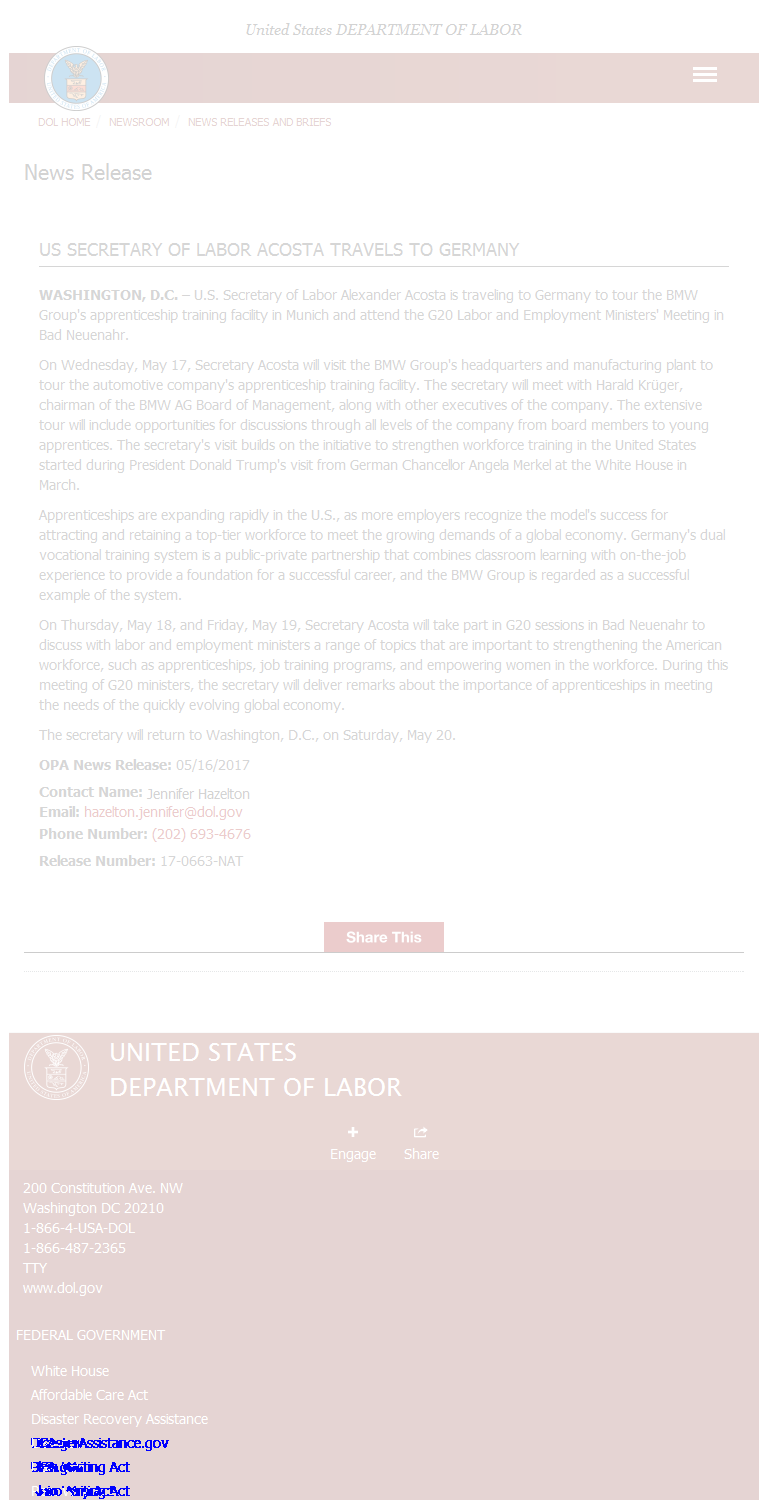 United States DEPARTMENT OF LABOR
DOL HOME / NEWSROOM / NEWS RELEASES AND BRIEFS
News Release
US SECRETARY OF LABOR ACOSTA TRAVELS TO GERMANY
WASHINGTON, D.C. – U.S. Secretary of Labor Alexander Acosta is traveling to Germany to tour the BMW
Group's apprenticeship training facility in Munich and attend the G20 Labor and Employment Ministers' Meeting in
Bad Neuenahr.
On Wednesday, May 17, Secretary Acosta will visit the BMW Group's headquarters and manufacturing plant to
tour the automotive company's apprenticeship training facility. The secretary will meet with Harald Krüger,
chairman of the BMW AG Board of Management, along with other executives of the company. The extensive
tour will include opportunities for discussions through all levels of the company from board members to young
apprentices. The secretary's visit builds on the initiative to strengthen workforce training in the United States
started during President Donald Trump's visit from German Chancellor Angela Merkel at the White House in
March.
Apprenticeships are expanding rapidly in the U.S., as more employers recognize the model's success for
attracting and retaining a top-tier workforce to meet the growing demands of a global economy. Germany's dual
vocational training system is a public-private partnership that combines classroom learning with on-the-job
experience to provide a foundation for a successful career, and the BMW Group is regarded as a successful
example of the system.
On Thursday, May 18, and Friday, May 19, Secretary Acosta will take part in G20 sessions in Bad Neuenahr to
discuss with labor and employment ministers a range of topics that are important to strengthening the American
workforce, such as apprenticeships, job training programs, and empowering women in the workforce. During this
meeting of G20 ministers, the secretary will deliver remarks about the importance of apprenticeships in meeting
the needs of the quickly evolving global economy.
The secretary will return to Washington, D.C., on Saturday, May 20.
OPA News Release: 05/16/2017
Contact Name: Jennifer Hazelton
Email: hazelton.jennifer@dol.gov
Phone Number: (202) 693-4676
Release Number: 17-0663-NAT
Share This
UNITED STATES
DEPARTMENT OF LABOR
Engage Share
200 Constitution Ave. NW
Washington DC 20210
1-866-4-USA-DOL
1-866-487-2365
TTY
www.dol.gov
FEDERAL GOVERNMENT
White House
Affordable Care Act
Disaster Recovery Assistance
Act
Act